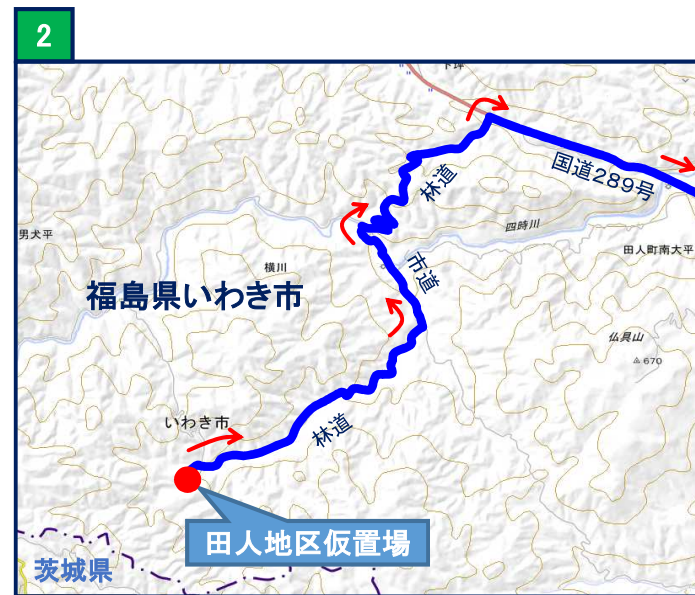 2
下坪
国道289号
林道
四時川
男犬平
田人町南大平
横川
市道
福島県いわき市
仏具山
670
いわき市
林道
田人地区仮置場
茨城県